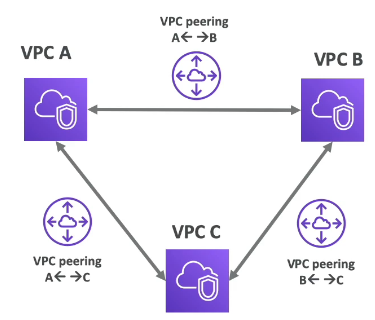 VPC peering
A← →B
VPC A
VPC B
VPC C
VPC peering
A← →C
VPC peering
B← →C